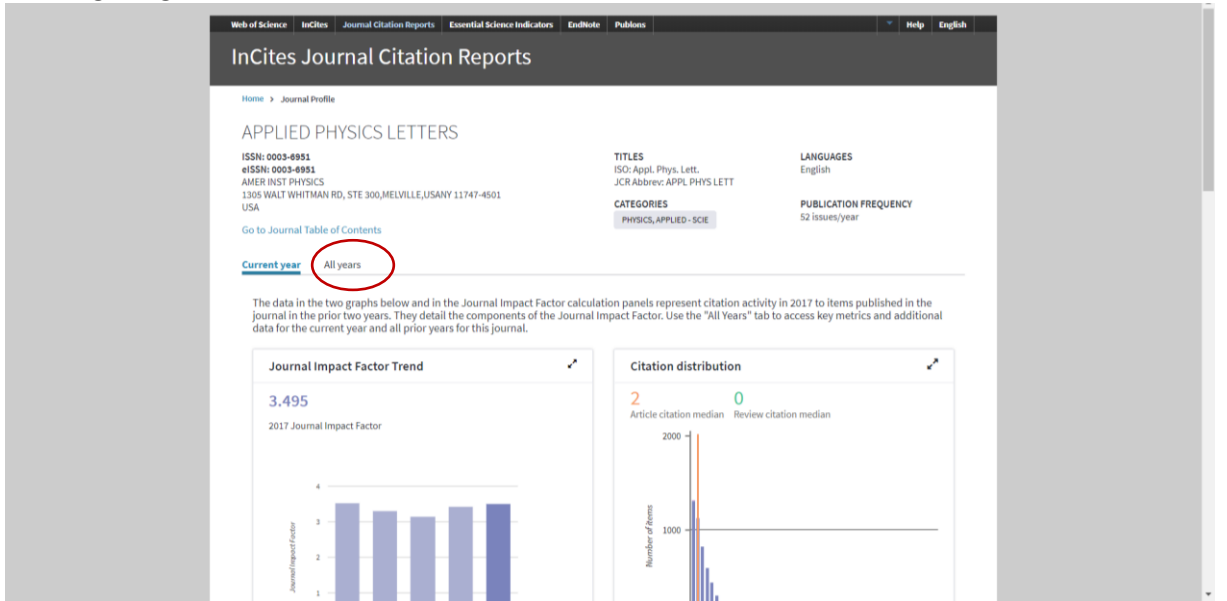 Web of Science InCites Journal Citation Reports Essential Science Indicators EndNote Publons Help English
InCites Journal Citation Reports
Home > Journal Profile
APPLIED PHYSICS LETTERS
ISSN: 0003-6951
eISSN: 0003-6951
AMER INST PHYSICS
1305 WALT WHITMAN RD, STE 300,MELVILLE,USANY 11747-4501
USA
Go to Journal Table of Contents
TITLES
ISO: Appl. Phys. Lett.
JCR Abbrev: APPL PHYS LETT
CATEGORIES
PHYSICS, APPLIED - SCIE
LANGUAGES
English
PUBLICATION FREQUENCY
52 issues/year
Current year All years
The data in the two graphs below and in the Journal Impact Factor calculation panels represent citation activity in 2017 to items published in the
journal in the prior two years. They detail the components of the Journal Impact Factor. Use the "All Years" tab to access key metrics and additional
data for the current year and all prior years for this journal.
Journal Impact Factor Trend
3.495
2017 Journal Impact Factor
4
3
2
1
Journal Impact Factor
Citation distribution
2 0
Article citation median Review citation median
2000
1000
Number of items